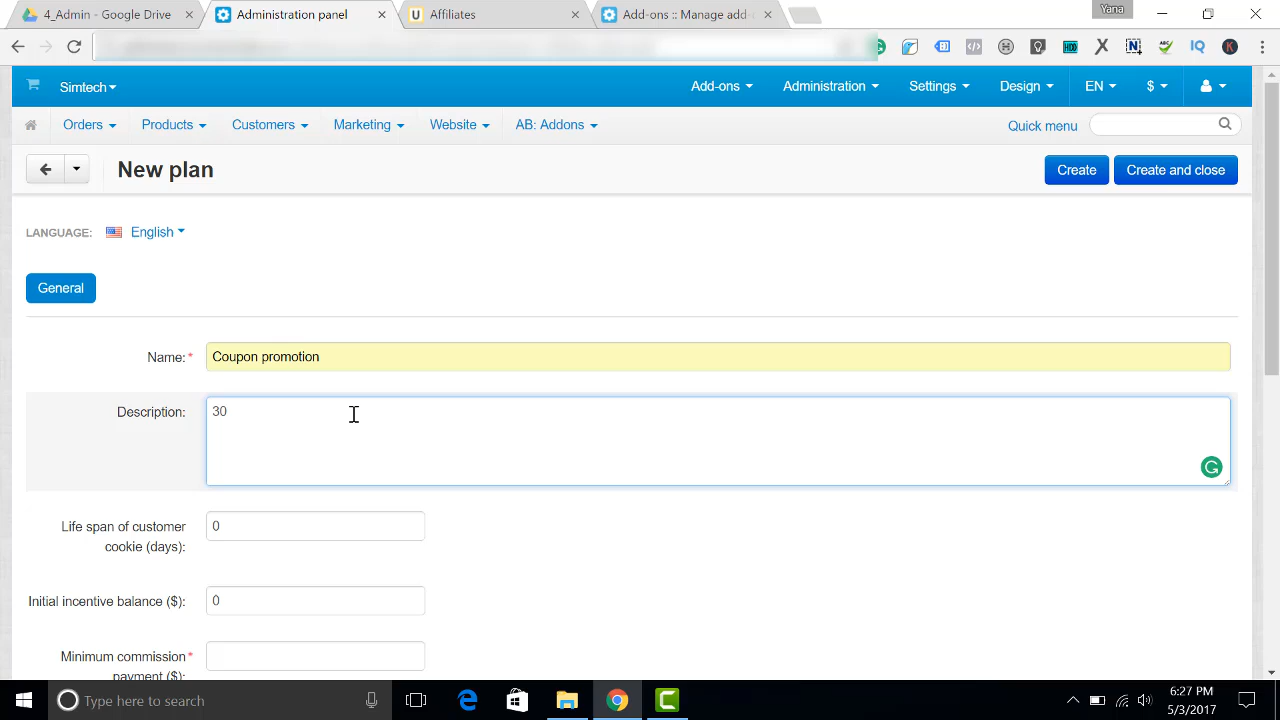 4_Admin - Google Drive
Administration panel
Affiliates
Add-ons :: Manage add-
Yana
HDD
X
N
ABC
IQ
K
Simtech
Add-ons
Administration
Settings
Design
EN
$
Orders
Products
Customers
Marketing
Website
AB: Addons
Quick menu
New plan
Create
Create and close
LANGUAGE:
English
General
Name:*
Coupon promotion
Description:
30
Life span of customer
cookie (days):
0
Initial incentive balance ($):
0
Minimum commission*
payment ($):
Type here to search
6:27 PM
5/3/2017